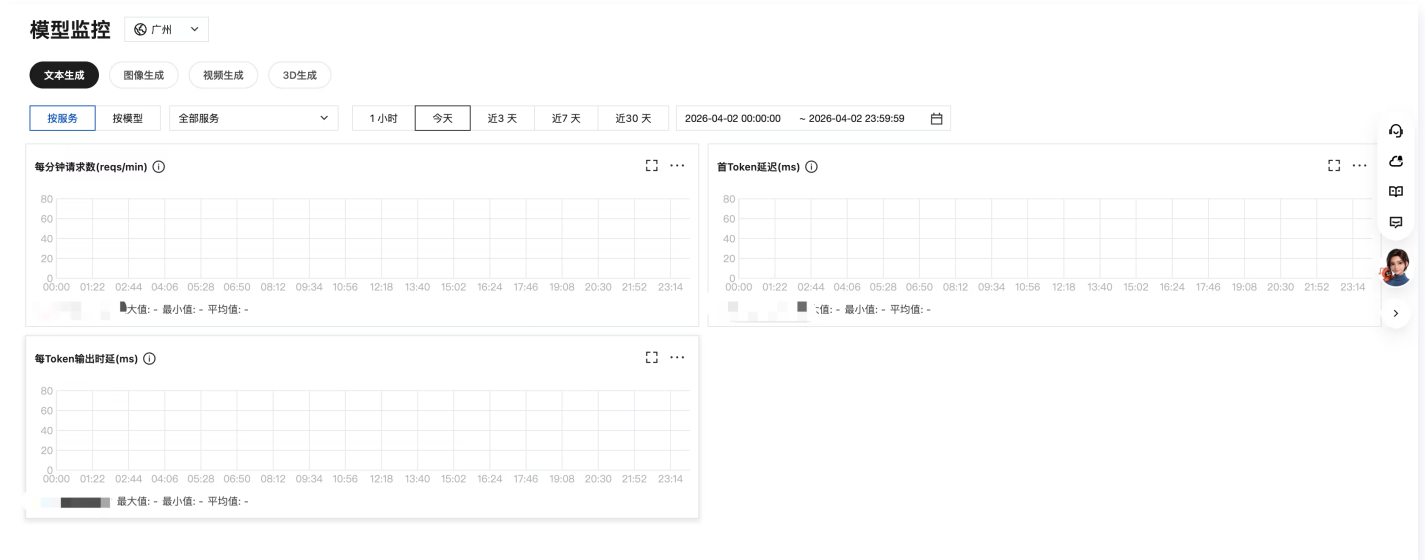 模型监控 广州
文本生成 图像生成 视频生成 3D生成
按服务 按模型 全部服务 1 小时 今天 近3 天 近7 天 近30 天 2026-04-02 00:00:00 ~ 2026-04-02 23:59:59
每分钟请求数(reqs/min)
80
60
40
20
0
00:00 01:22 02:44 04:06 05:28 06:50 08:12 09:34 10:56 12:18 13:40 15:02 16:24 17:46 19:08 20:30 21:52 23:14
大值: - 最小值: - 平均值: -
首Token延迟(ms)
80
60
40
20
0
00:00 01:22 02:44 04:06 05:28 06:50 08:12 09:34 10:56 12:18 13:40 15:02 16:24 17:46 19:08 20:30 21:52 23:14
值: - 最小值: - 平均值: -
每Token输出时延(ms)
80
60
40
20
0
00:00 01:22 02:44 04:06 05:28 06:50 08:12 09:34 10:56 12:18 13:40 15:02 16:24 17:46 19:08 20:30 21:52 23:14
最大值: - 最小值: - 平均值: -